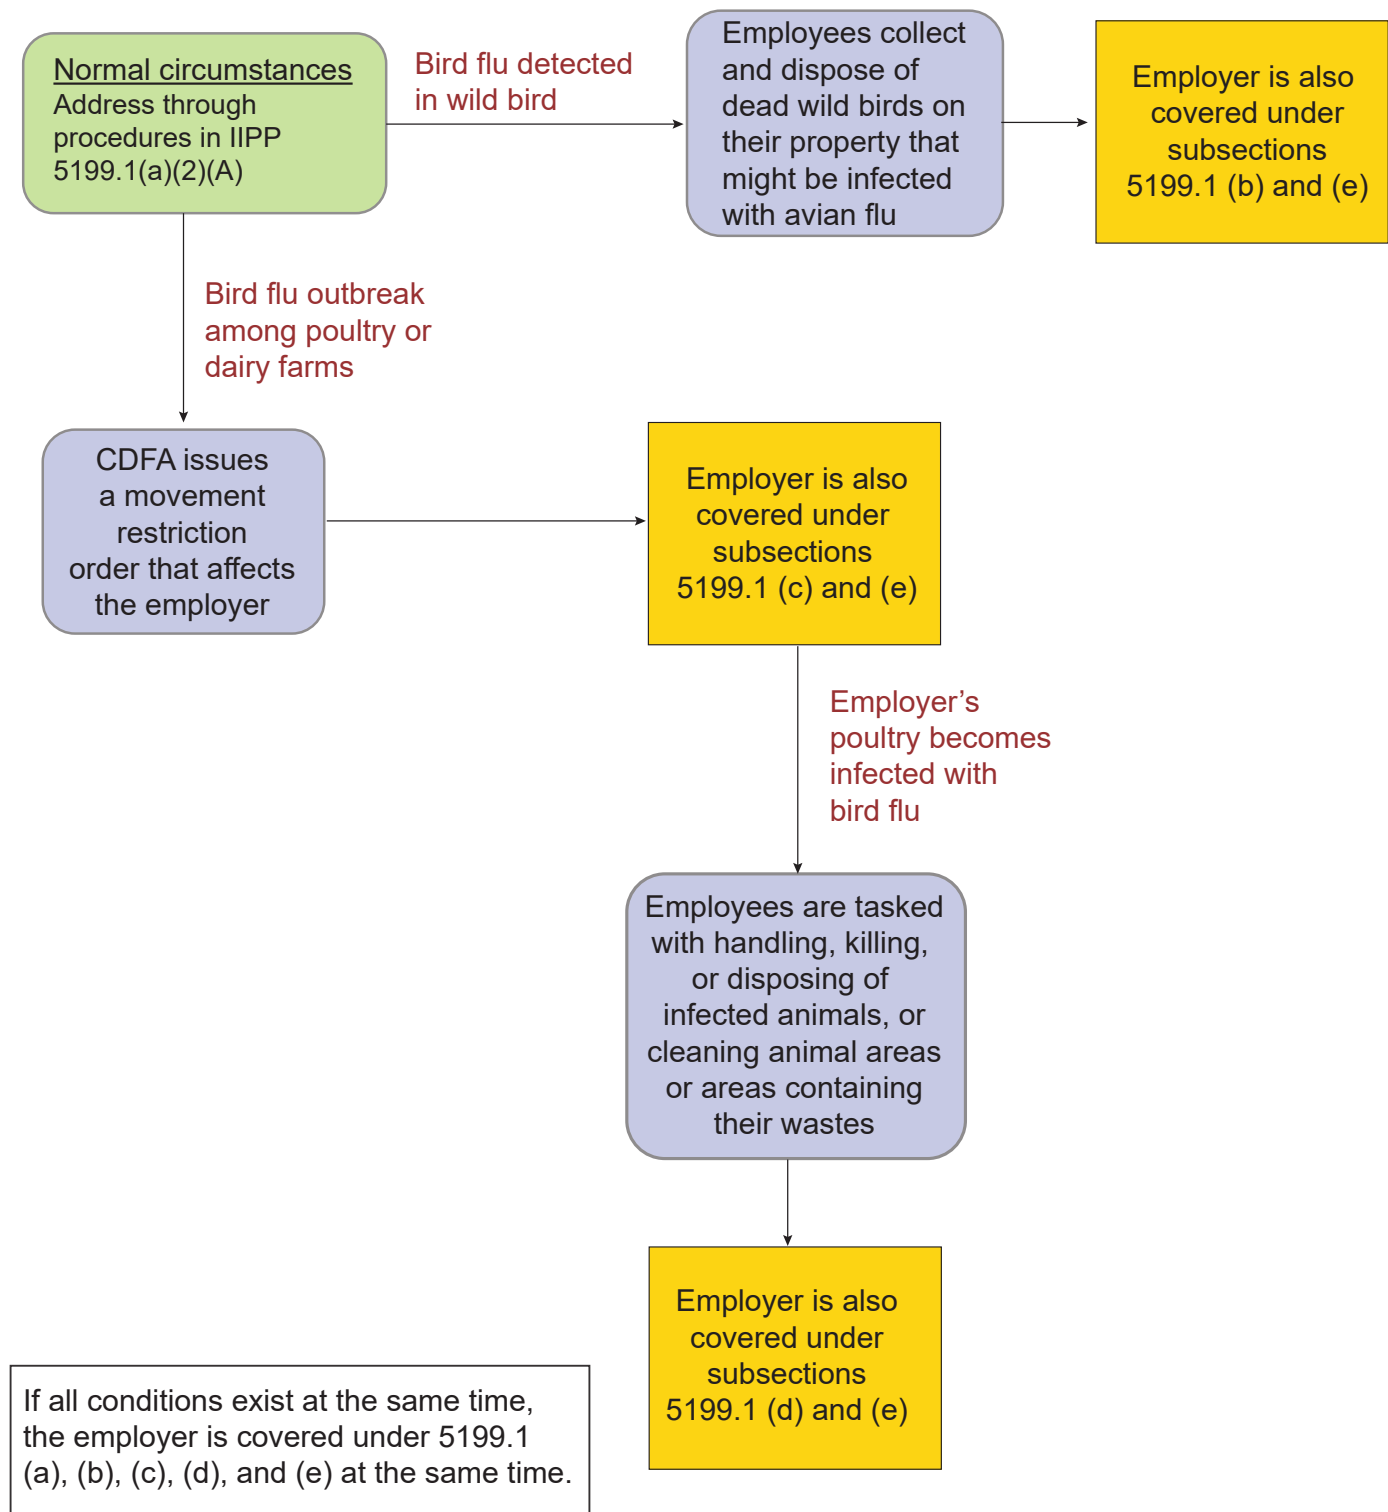 Normal circumstances
Address through
procedures in IIPP
5199.1(a)(2)(A)
Bird flu detected
in wild bird
Employees collect
and dispose of
dead wild birds on
their property that
might be infected
with avian flu
Employer is also
covered under
subsections
5199.1 (b) and (e)
Bird flu outbreak
among poultry or
dairy farms
CDFA issues
a movement
restriction
order that affects
the employer
Employer is also
covered under
subsections
5199.1 (c) and (e)
Employer’s
poultry becomes
infected with
bird flu
Employees are tasked
with handling, killing,
or disposing of
infected animals, or
cleaning animal areas
or areas containing
their wastes
Employer is also
covered under
subsections
5199.1 (d) and (e)
If all conditions exist at the same time,
the employer is covered under 5199.1
(a), (b), (c), (d), and (e) at the same time.